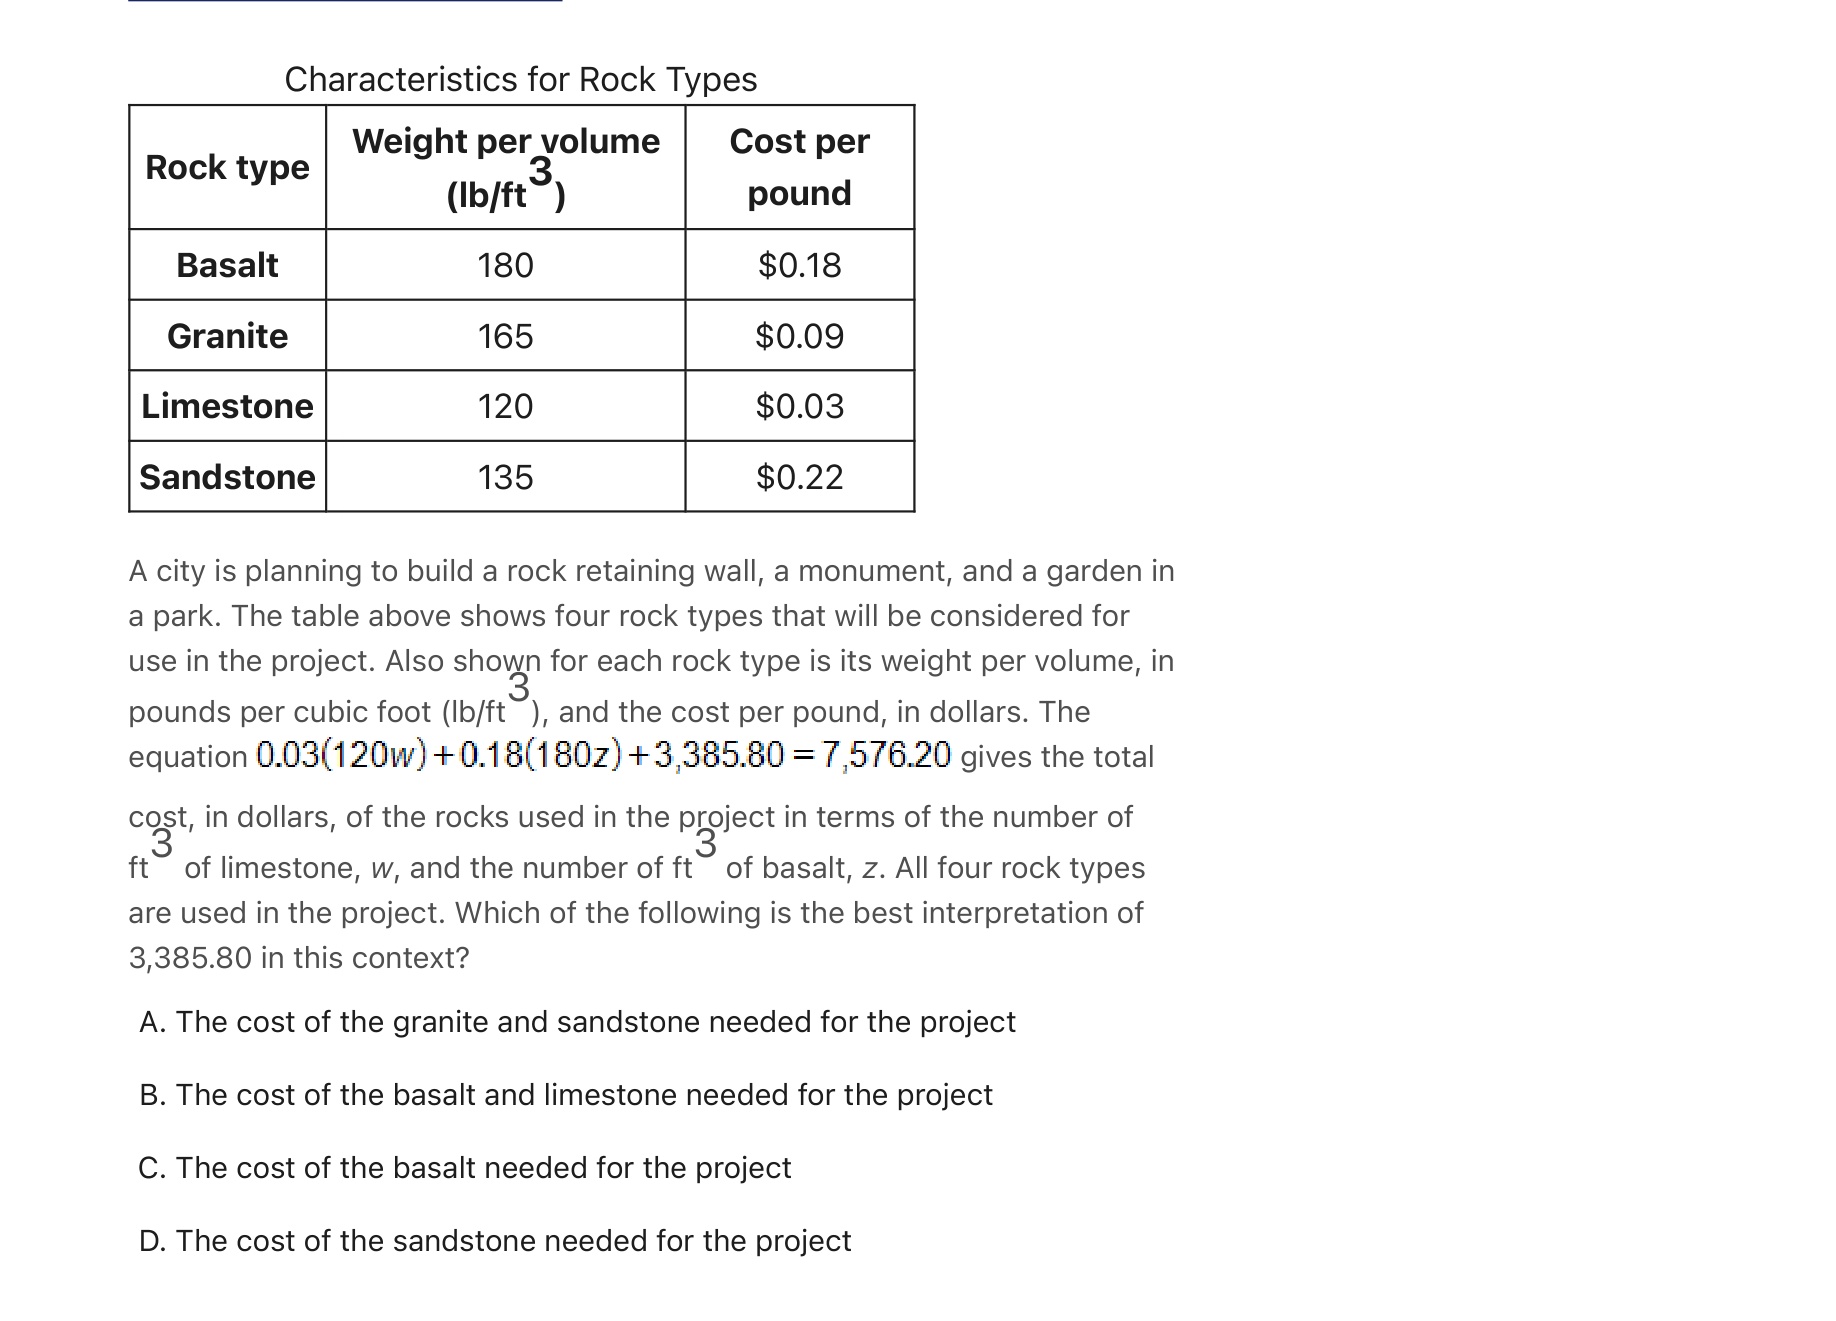 Characteristics for Rock Types
Rock type
Weight per volume
(lb/ft³)
Cost per
pound
Basalt 180 $0.18
Granite 165 $0.09
Limestone 120 $0.03
Sandstone 135 $0.22
A city is planning to build a rock retaining wall, a monument, and a garden in
a park. The table above shows four rock types that will be considered for
use in the project. Also shown for each rock type is its weight per volume, in
pounds per cubic foot (lb/ft³), and the cost per pound, in dollars. The
equation 0.03(120w)+0.18(180z)+3,385.80=7,576.20 gives the total
cost, in dollars, of the rocks used in the project in terms of the number of
ft³ of limestone, w, and the number of ft³ of basalt, z. All four rock types
are used in the project. Which of the following is the best interpretation of
3,385.80 in this context?
A. The cost of the granite and sandstone needed for the project
B. The cost of the basalt and limestone needed for the project
C. The cost of the basalt needed for the project
D. The cost of the sandstone needed for the project